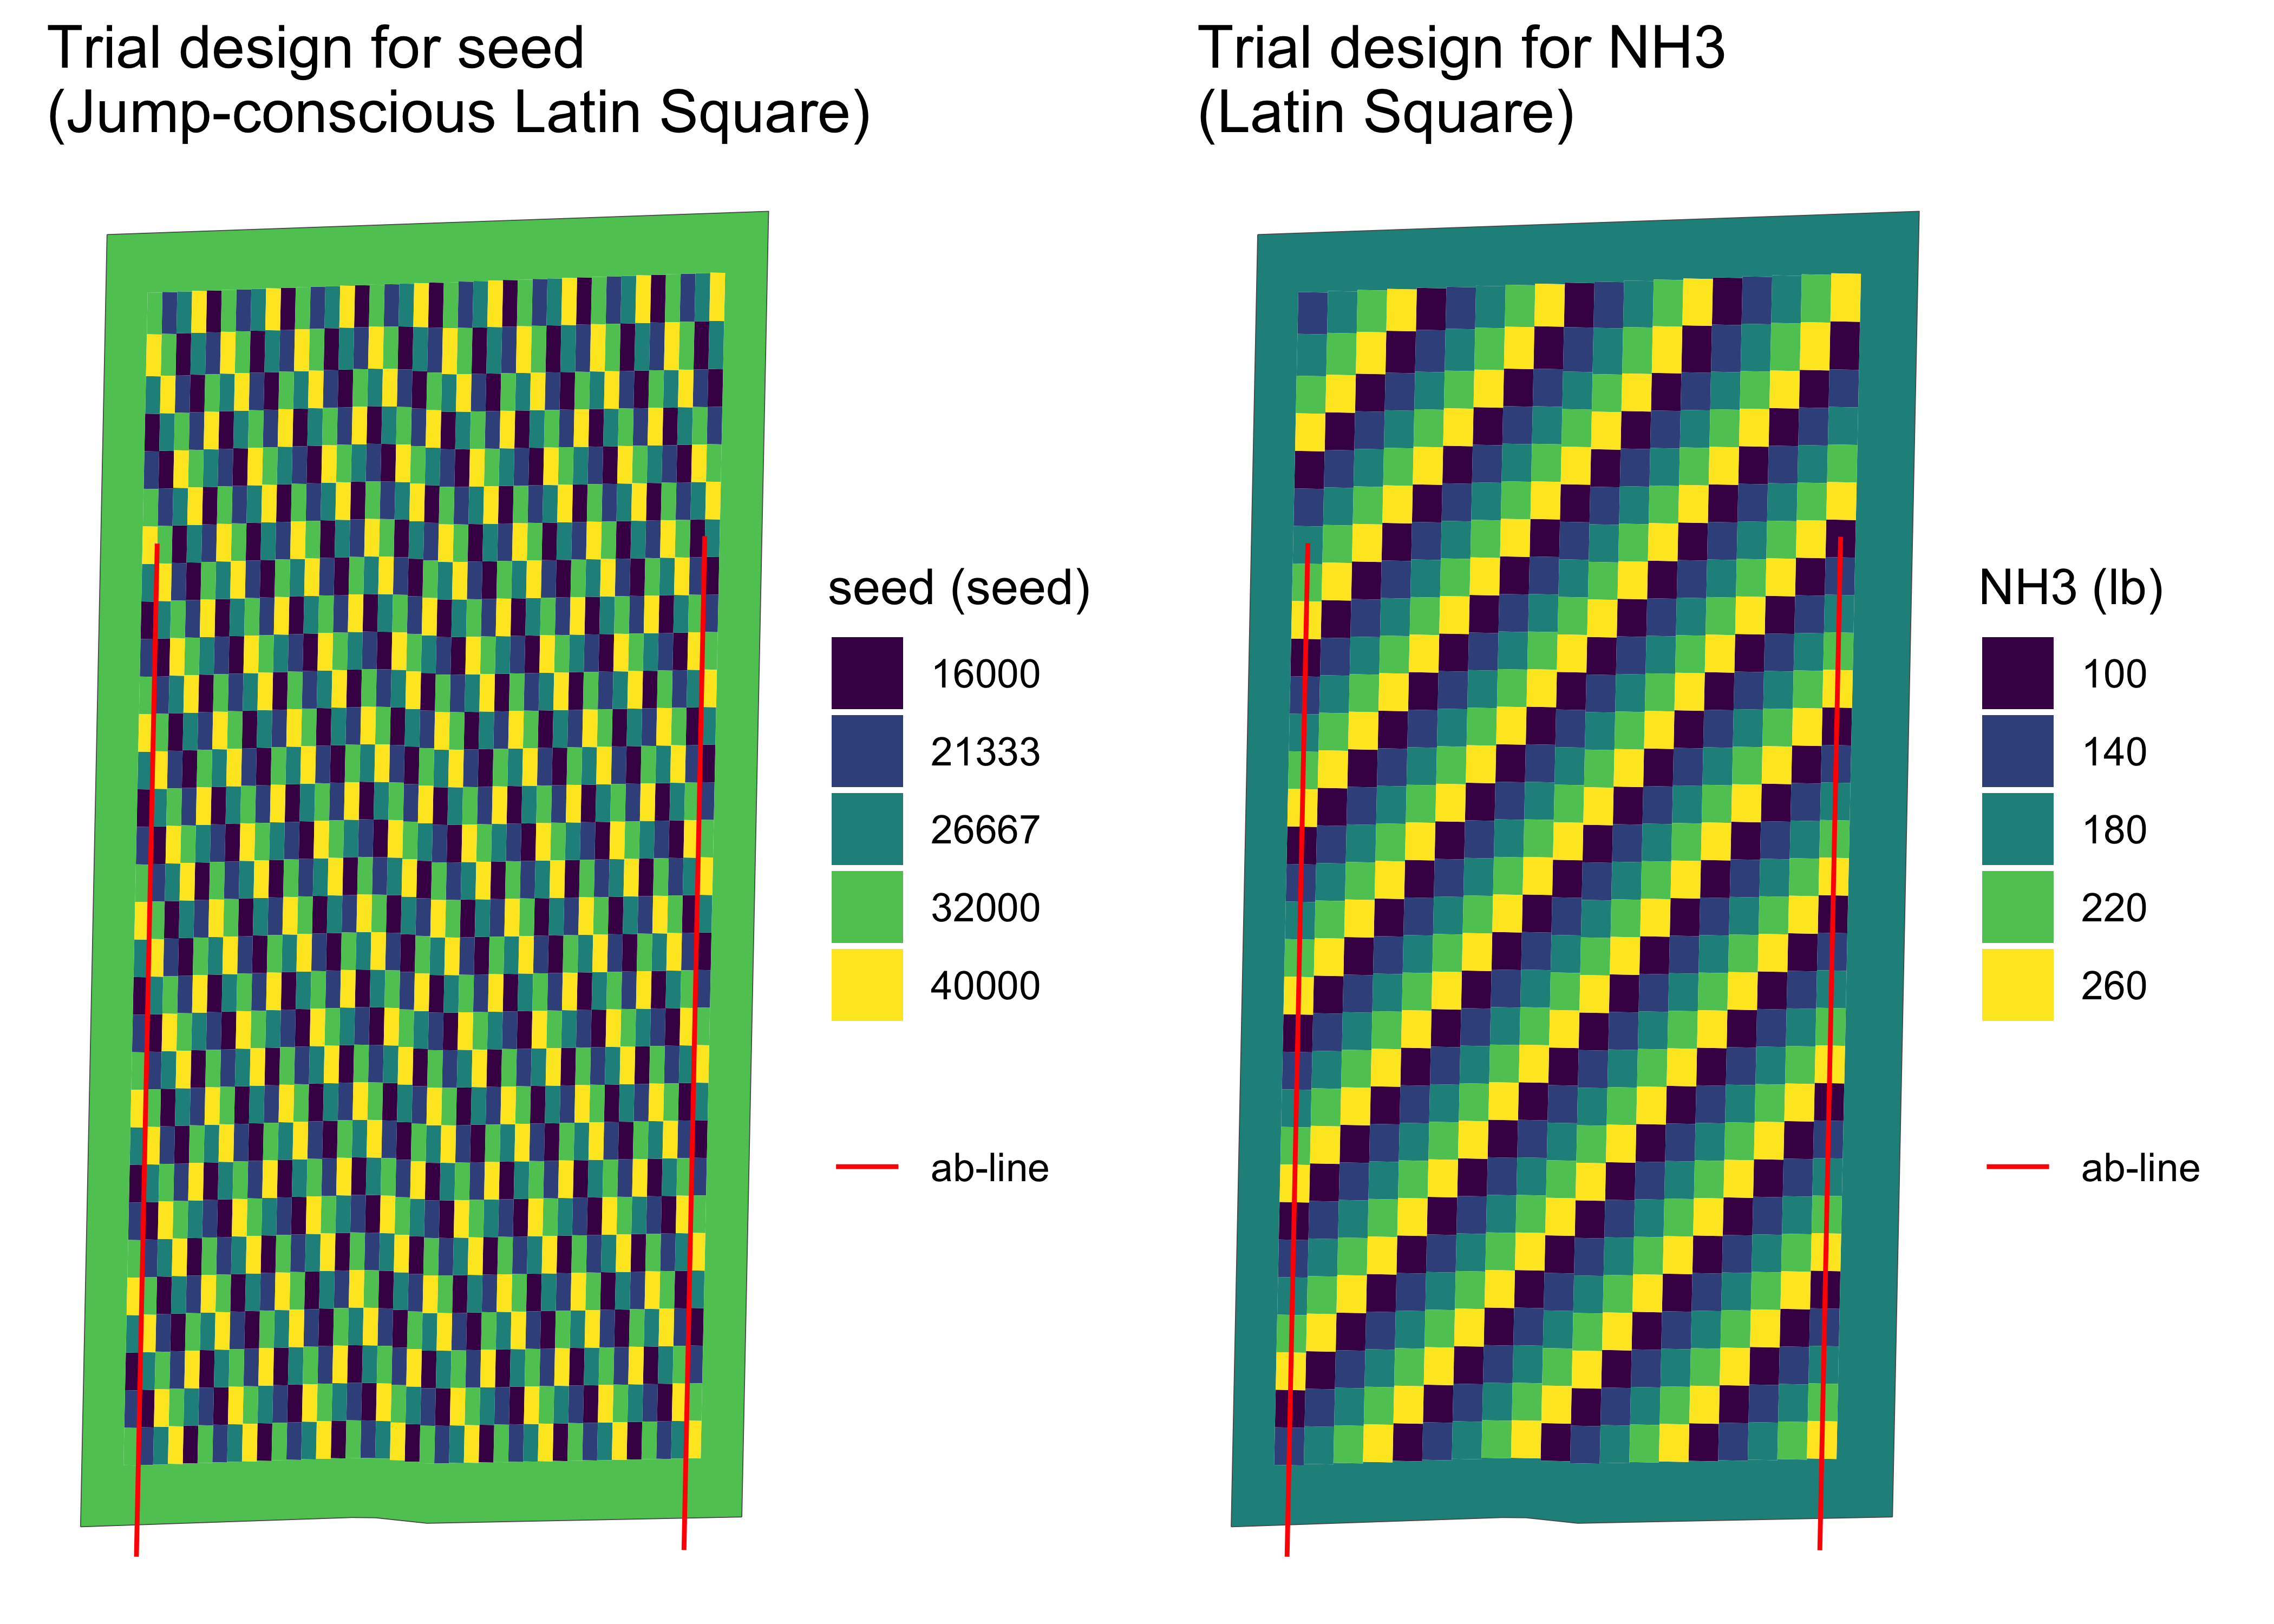 Trial design for seed
(Jump-conscious Latin Square)
seed (seed)
16000
21333
26667
32000
40000
ab-line
Trial design for NH3
(Latin Square)
NH3 (lb)
100
140
180
220
260
ab-line